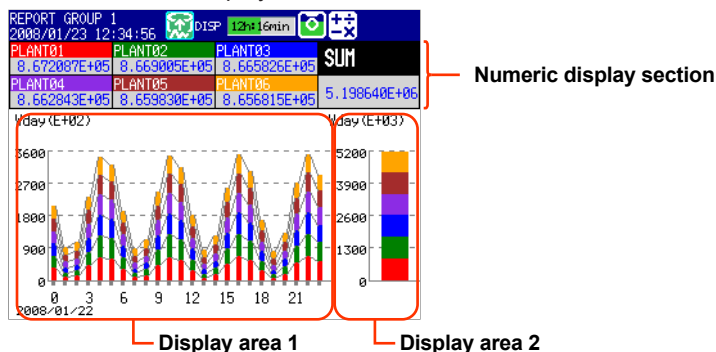 REPORT GROUP 1
2008/01/23 12:34:56 DISP 12h:16min
PLANT01 PLANT02 PLANT03 SUM
8.672087E+05 8.669005E+05 8.665826E+05
Numeric display section
PLANT04 PLANT05 PLANT06
8.662843E+05 8.659830E+05 8.656815E+05 5.198640E+06
Wday(E+02) Wday(E+03)
3600 5200
2700 3900
1800 2600
900 1300
0 0
0 3 6 9 12 15 18 21
2008/01/22
Display area 1 Display area 2